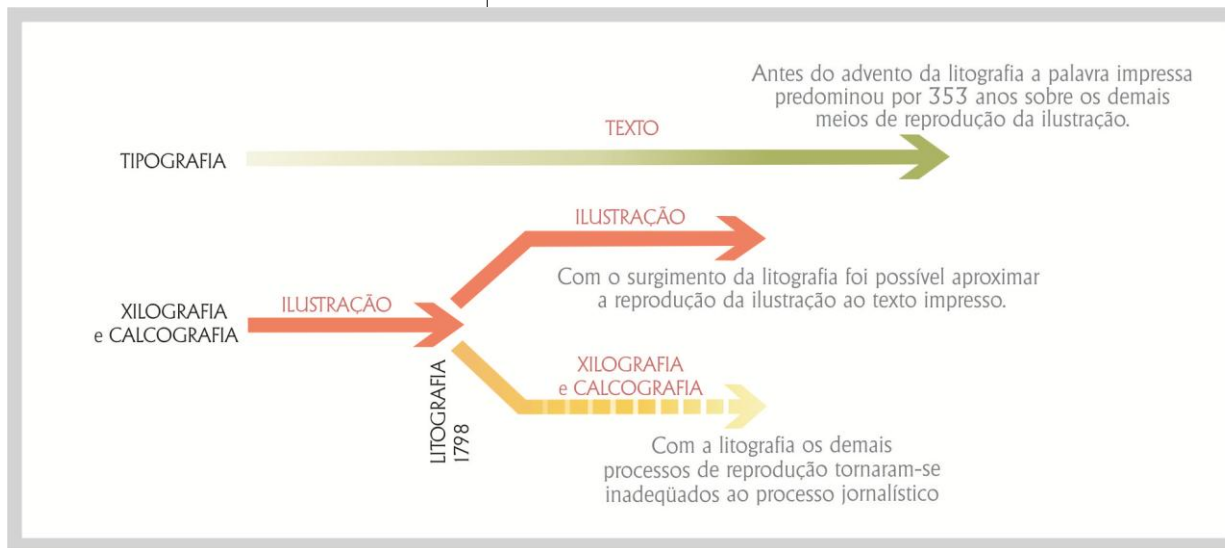 Antes do advento da litografia a palavra impressa
predominou por 353 anos sobre os demais
meios de reprodução da ilustração.
TEXTO
TIPOGRAFIA
ILUSTRAÇÃO
Com o surgimento da litografia foi possível aproximar
a reprodução da ilustração ao texto impresso.
ILUSTRAÇÃO
XILOGRAFIA
e CALCOGRAFIA
LITOGRAFIA
1798
XILOGRAFIA
e CALCOGRAFIA
Com a litografia os demais
processos de reprodução tornaram-se
inadeqüados ao processo jornalístico